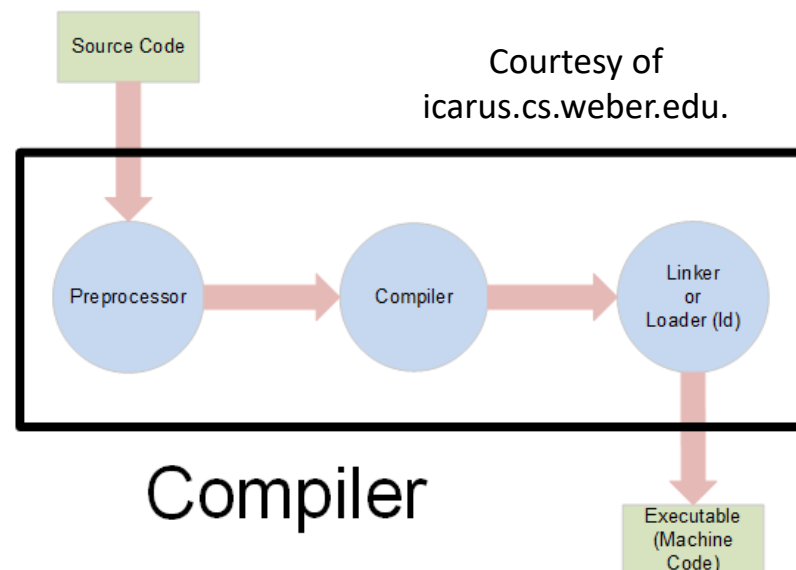 Source Code
Courtesy of
icarus.cs.weber.edu.
Preprocessor
Compiler
Linker
or
Loader (ld)
Compiler
Executable
(Machine
Code)